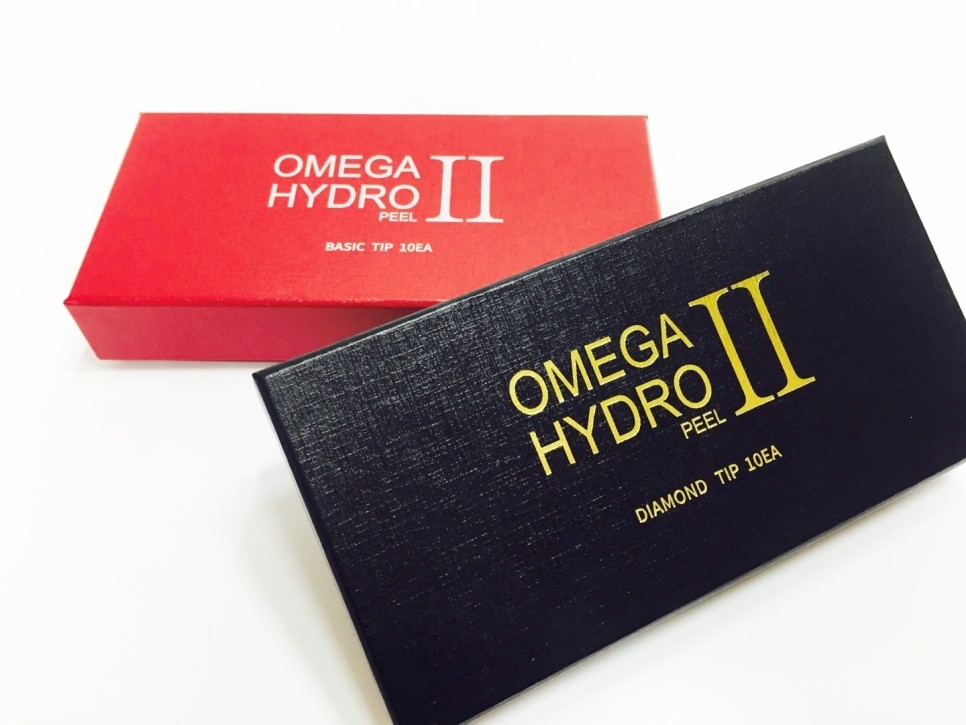 OMEGA
HYDRO II
PEEL
BASIC TIP 10EA
OMEGA
HYDRO II
PEEL
DIAMOND TIP 10EA